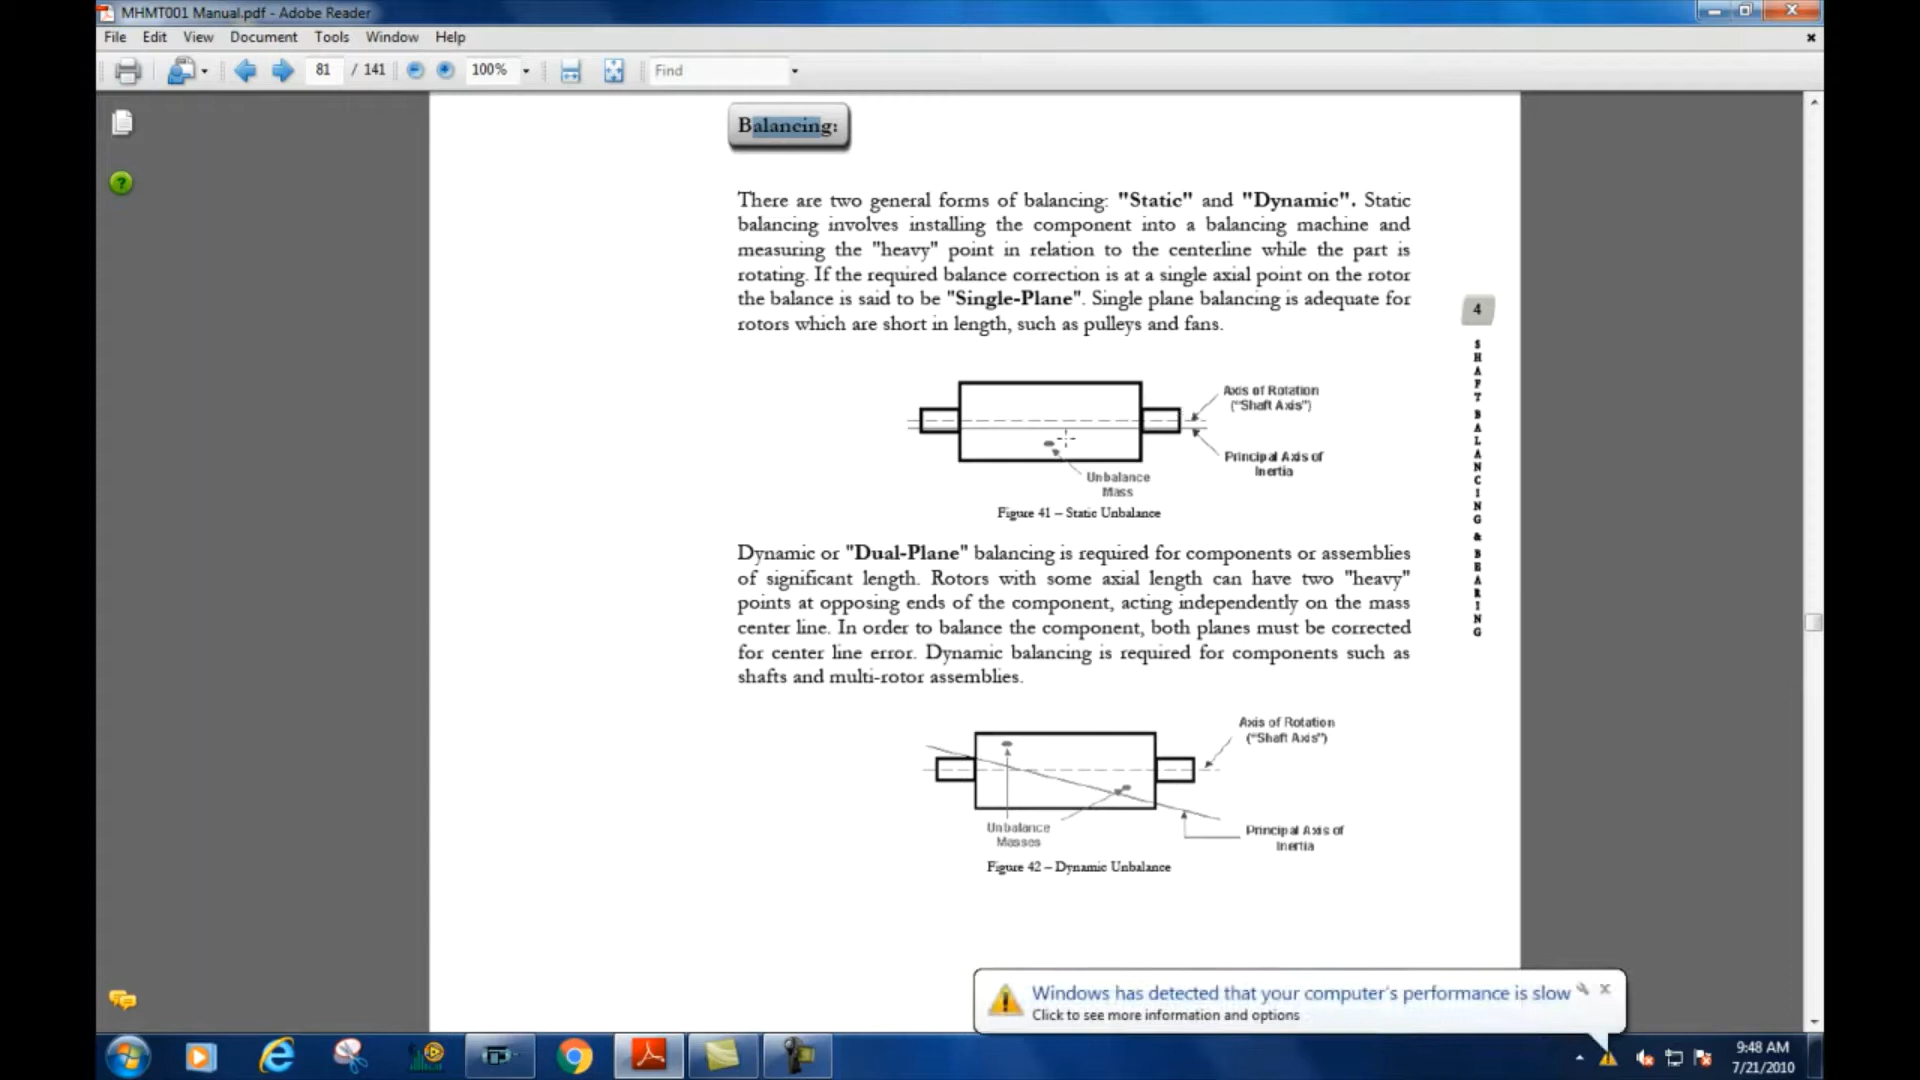 MHMT001 Manual.pdf - Adobe Reader
File Edit View Document Tools Window Help
81 / 141 100% Find
Balancing:
There are two general forms of balancing: "Static" and "Dynamic". Static
balancing involves installing the component into a balancing machine and
measuring the "heavy" point in relation to the centerline while the part is
rotating. If the required balance correction is at a single axial point on the rotor
the balance is said to be "Single-Plane". Single plane balancing is adequate for
rotors which are short in length, such as pulleys and fans.
Axis of Rotation
("Shaft Axis")
Principal Axis of
Inertia
Unbalance
Mass
Figure 41 – Static Unbalance
Dynamic or "Dual-Plane" balancing is required for components or assemblies
of significant length. Rotors with some axial length can have two "heavy"
points at opposing ends of the component, acting independently on the mass
center line. In order to balance the component, both planes must be corrected
for center line error. Dynamic balancing is required for components such as
shafts and multi-rotor assemblies.
Axis of Rotation
("Shaft Axis")
Unbalance
Masses
Principal Axis of
Inertia
Figure 42 – Dynamic Unbalance
4
SHAFT BALANCING & BEARING
Windows has detected that your computer's performance is slow
Click to see more information and options
9:48 AM
7/21/2010